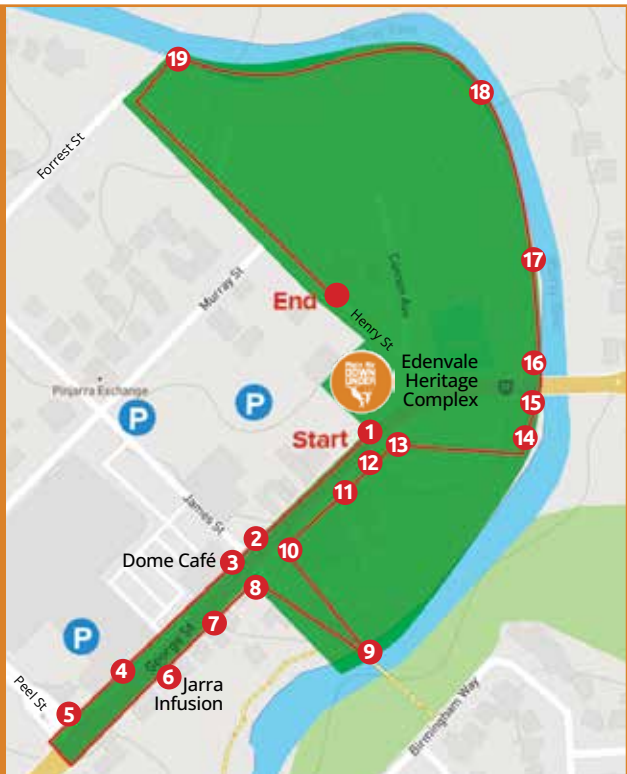 19
18
Forrest St
17
Murray St
End
Henry St
Edenvale
Heritage
Complex
DOWN
UNDER
16
Pinjarra Exchange
P
P
15
Start
1
13
14
12
11
James St
2
10
Dome Café
3
8
7
George St
P
9
4
6
Jarra
Infusion
Peel St
5
Birmingham Way